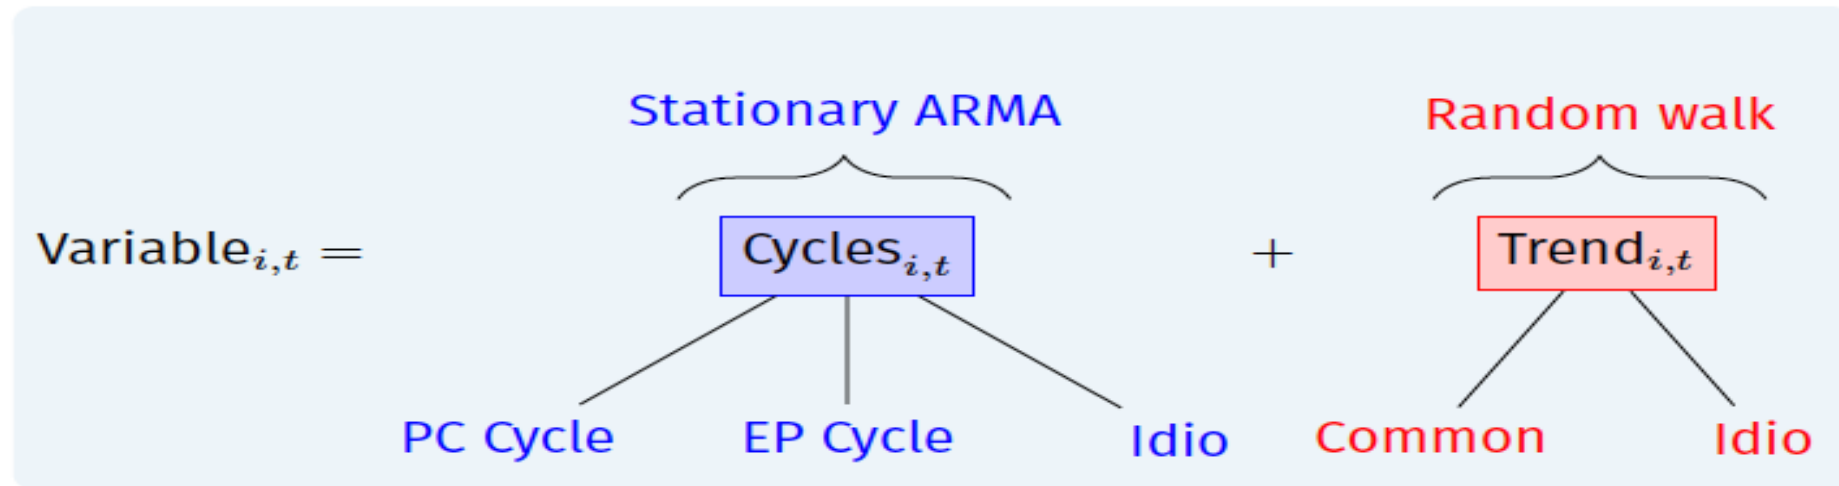 Stationary ARMA Random walk
Variable_{i,t} = Cycles_{i,t} + Trend_{i,t}
PC Cycle EP Cycle Idio Common Idio